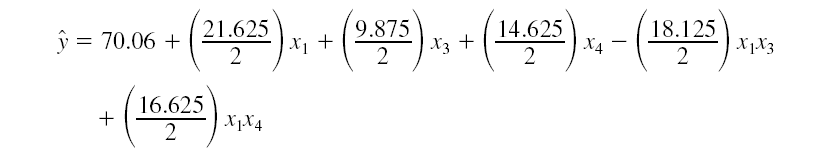 ŷ = 70.06 + (21.625/2) x₁ + (9.875/2) x₃ + (14.625/2) x₄ − (18.125/2) x₁x₃
+ (16.625/2) x₁x₄